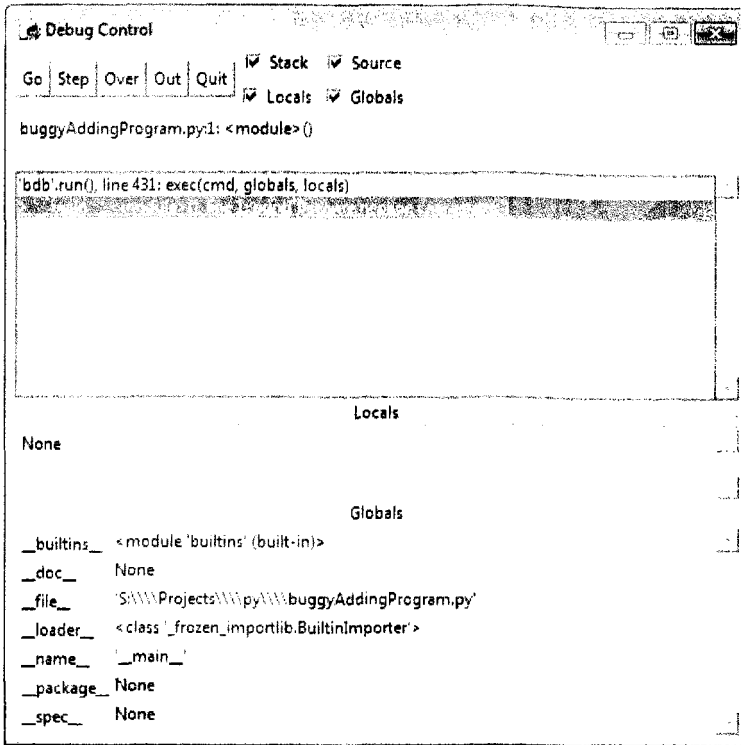 Debug Control
Go Step Over Out Quit
Stack Source
Locals Globals
buggyAddingProgram.py:1: <module>()
'bdb'.run(), line 431: exec(cmd, globals, locals)
Locals
None
Globals
__builtins__ <module 'builtins' (built-in)>
__doc__ None
__file__ 'S:\\\\Projects\\\\py\\\\buggyAddingProgram.py'
__loader__ <class '_frozen_importlib.BuiltinImporter'>
__name__ '__main__'
__package__ None
__spec__ None